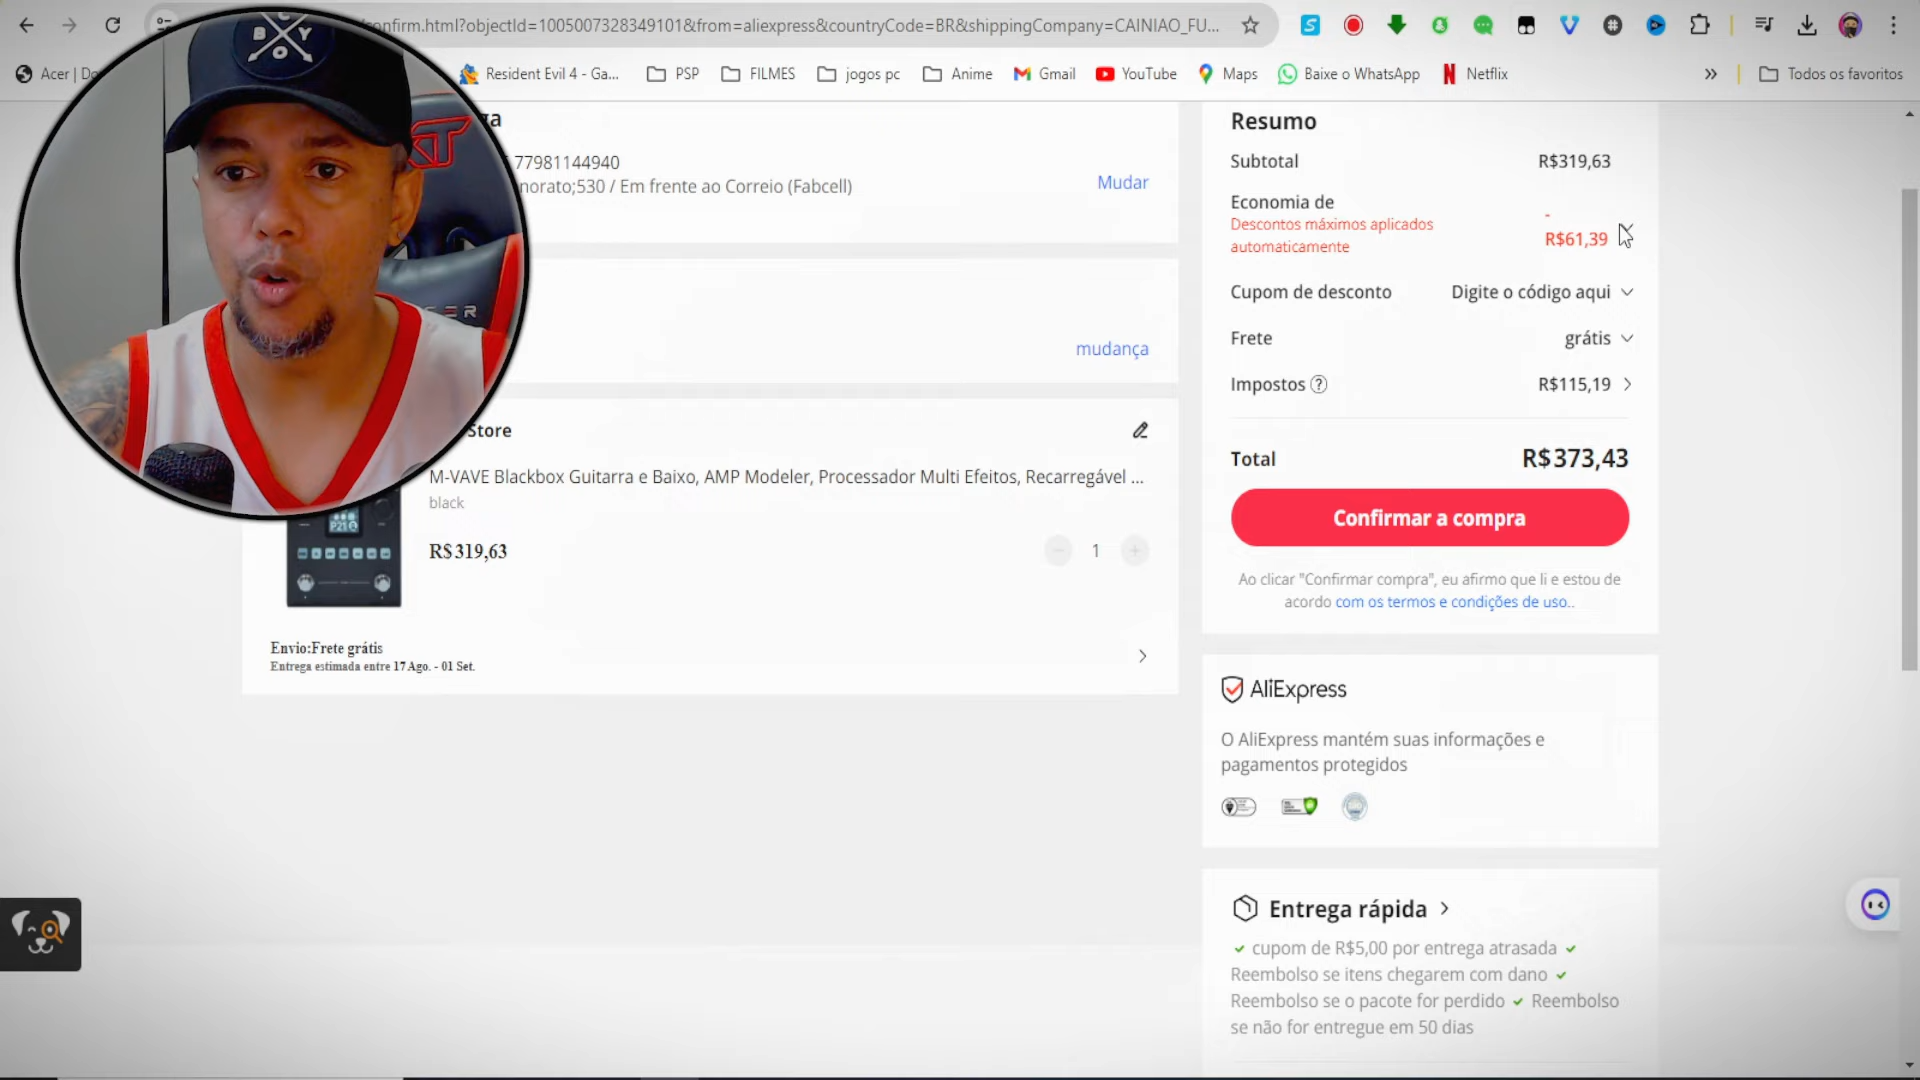 onfirm.html?objectId=1005007328349101&from=aliexpress&countryCode=BR&shippingCompany=CAINIAO_FU...
Acer | Do
Resident Evil 4 - Ga...
PSP
FILMES
jogos pc
Anime
Gmail
YouTube
Maps
Baixe o WhatsApp
Netflix
Todos os favoritos
BOY
77981144940
norato;530 / Em frente ao Correio (Fabcell)
Mudar
mudança
Store
M-VAVE Blackbox Guitarra e Baixo, AMP Modeler, Processador Multi Efeitos, Recarregável ...
black
P21
R$319,63
− 1 +
Envio:Frete grátis
Entrega estimada entre 17 Ago. - 01 Set.
Resumo
Subtotal R$319,63
Economia de
Descontos máximos aplicados
automaticamente
-
R$61,39
Cupom de desconto Digite o código aqui
Frete grátis
Impostos ? R$115,19
Total R$373,43
Confirmar a compra
Ao clicar "Confirmar compra", eu afirmo que li e estou de
acordo com os termos e condições de uso..
AliExpress
O AliExpress mantém suas informações e
pagamentos protegidos
Entrega rápida
cupom de R$5,00 por entrega atrasada
Reembolso se itens chegarem com dano
Reembolso se o pacote for perdido Reembolso
se não for entregue em 50 dias